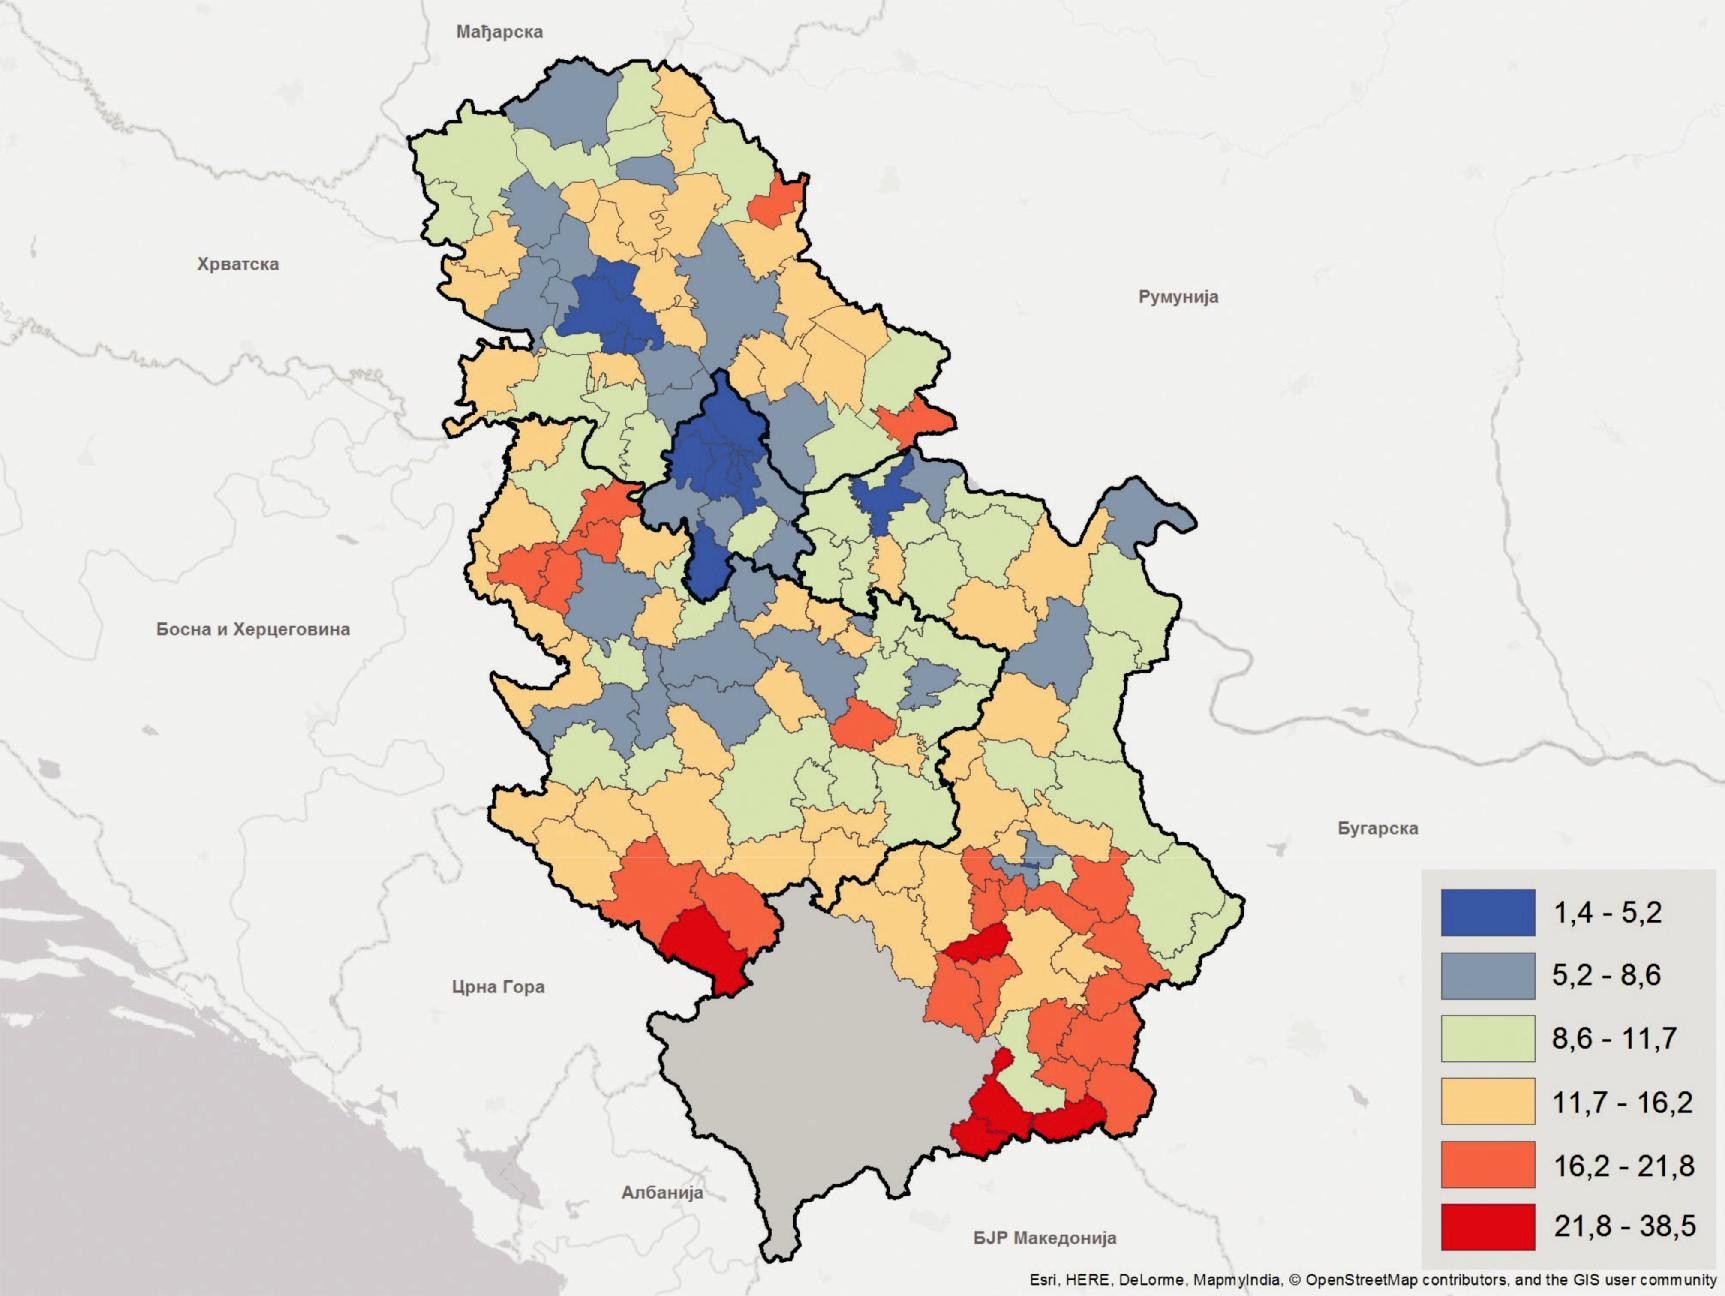 Мађарска
Хрватска
Румунија
Босна и Херцеговина
Бугарска
Црна Гора
Албанија
БЈР Македонија
1,4 - 5,2
5,2 - 8,6
8,6 - 11,7
11,7 - 16,2
16,2 - 21,8
21,8 - 38,5
Esri, HERE, DeLorme, MapmyIndia, © OpenStreetMap contributors, and the GIS user community